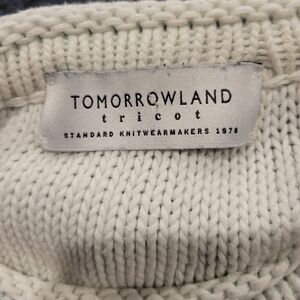 TOMORROWLAND
tricot
STANDARD KNITWEARMAKERS 1978